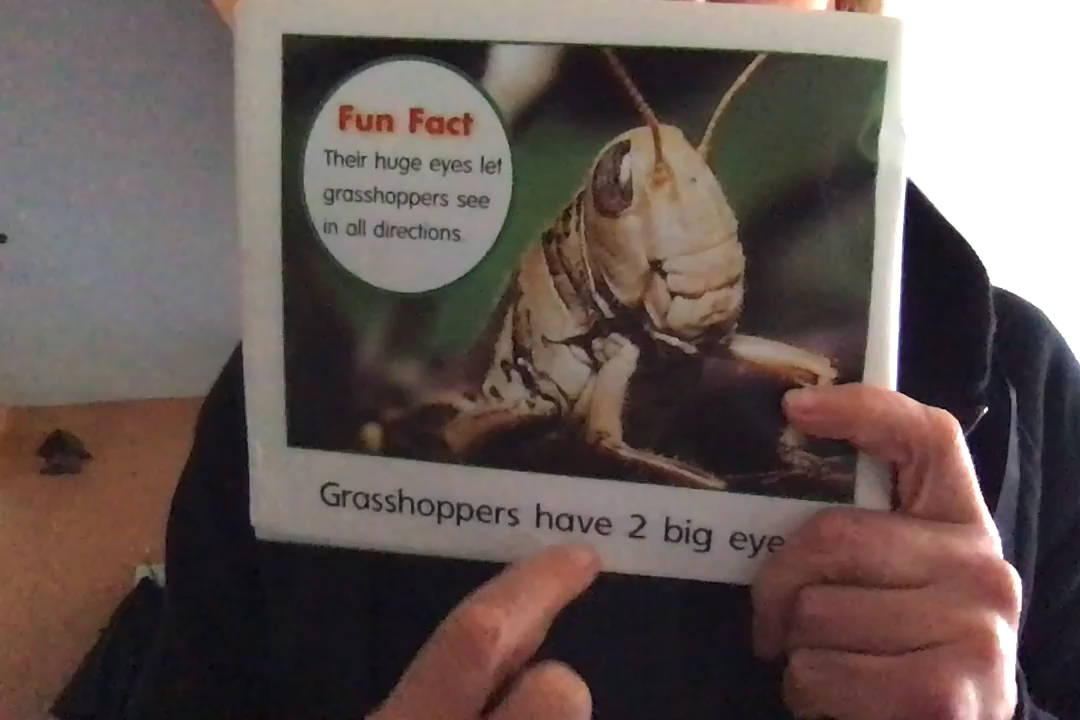 Fun Fact
Their huge eyes let
grasshoppers see
in all directions.
Grasshoppers have 2 big eye